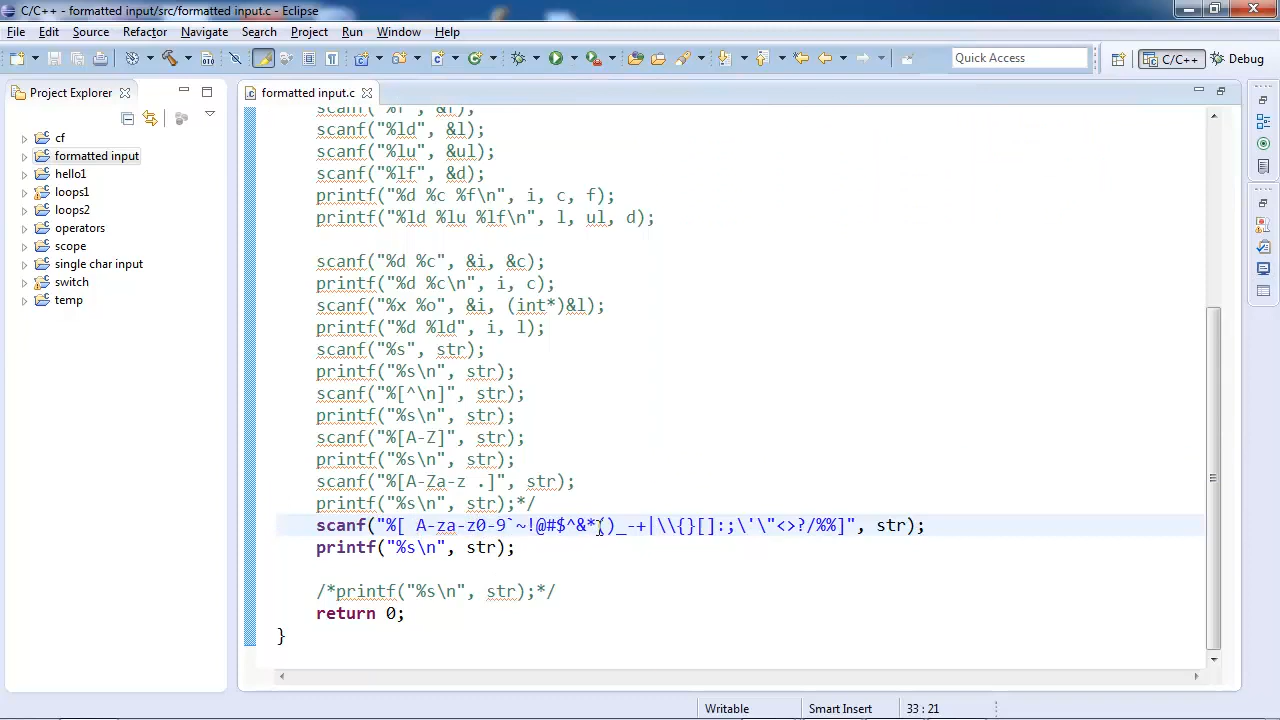 C/C++ - formatted input/src/formatted input.c - Eclipse
File Edit Source Refactor Navigate Search Project Run Window Help
Quick Access
C/C++
Debug
Project Explorer
cf
formatted input
hello1
loops1
loops2
operators
scope
single char input
switch
temp
formatted input.c
scanf("%f", &f);
scanf("%ld", &l);
scanf("%lu", &ul);
scanf("%lf", &d);
printf("%d %c %f\n", i, c, f);
printf("%ld %lu %lf\n", l, ul, d);
scanf("%d %c", &i, &c);
printf("%d %c\n", i, c);
scanf("%x %o", &i, (int*)&l);
printf("%d %ld", i, l);
scanf("%s", str);
printf("%s\n", str);
scanf("%[^\n]", str);
printf("%s\n", str);
scanf("%[A-Z]", str);
printf("%s\n", str);
scanf("%[A-Za-z .]", str);
printf("%s\n", str);*/
scanf("%[ A-za-z0-9`~!@#$^&*()_-+|\\{}[]:;\'\"<>?/%%]", str);
printf("%s\n", str);
/*printf("%s\n", str);*/
return 0;
}
Writable
Smart Insert
33 : 21